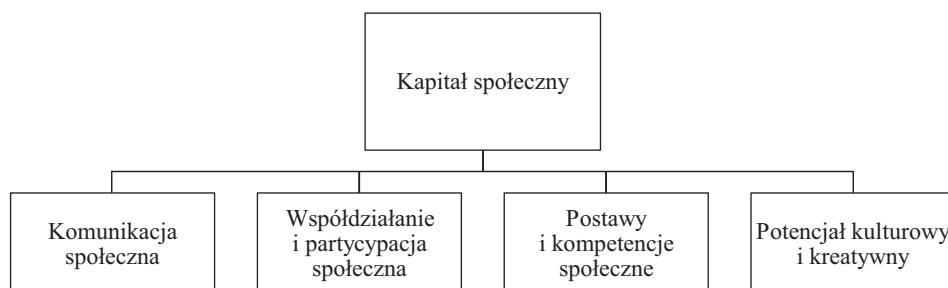 Kapitał społeczny
Komunikacja
społeczna
Współdziałanie
i partycypacja
społeczna
Postawy
i kompetencje
społeczne
Potencjał kulturowy
i kreatywny